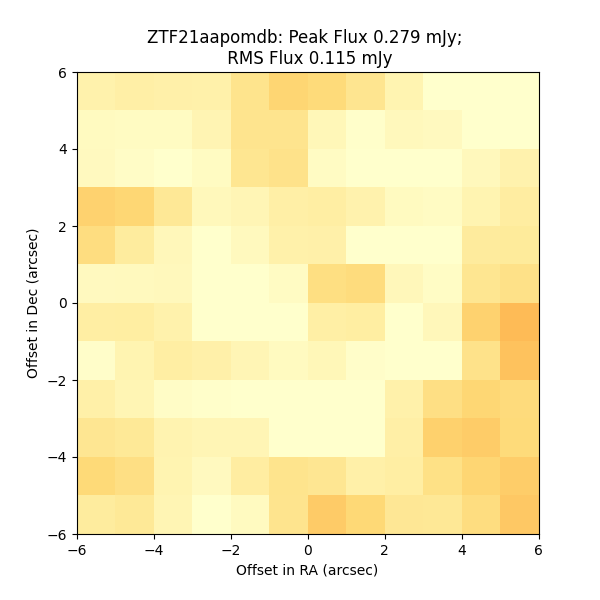 ZTF21aapomdb: Peak Flux 0.279 mJy;
RMS Flux 0.115 mJy
6
4
2
0
−2
−4
−6
Offset in Dec (arcsec)
−6 −4 −2 0 2 4 6
Offset in RA (arcsec)